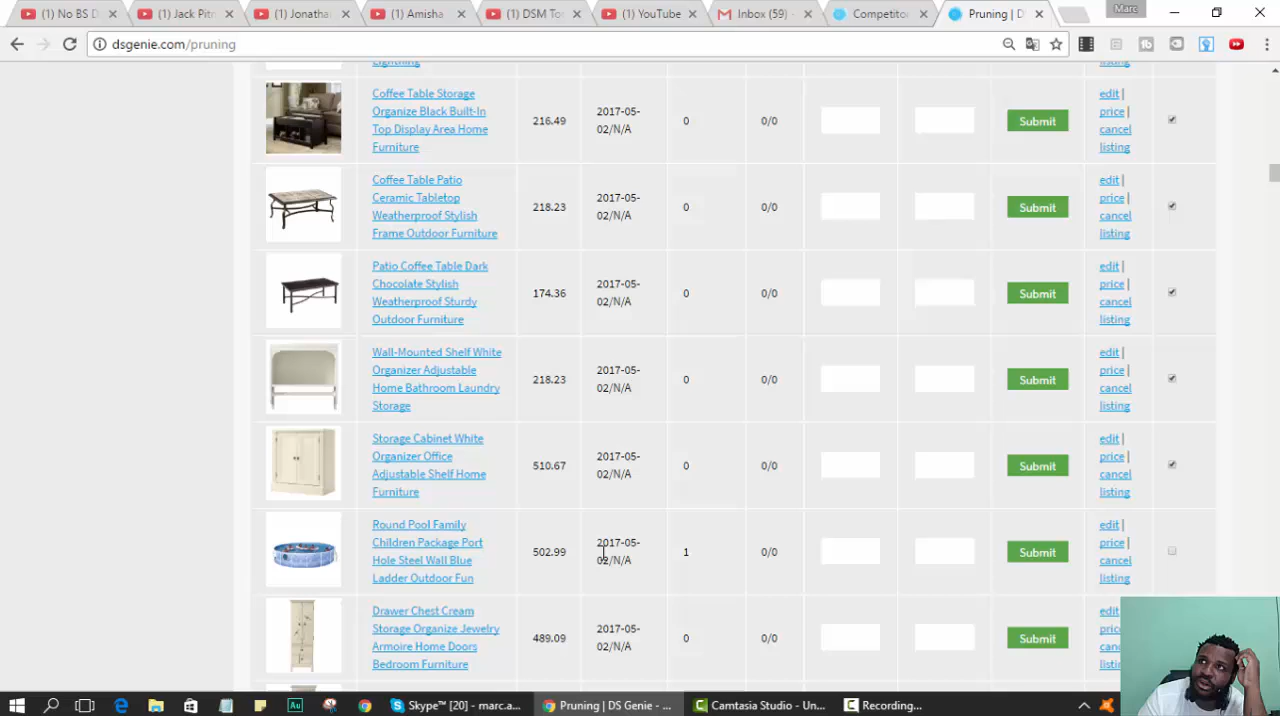 (1) No BS D
(1) Jack Pitm
(1) Jonathan
(1) Amisha
(1) DSM To
(1) YouTube
Inbox (59)
Competitor
Pruning | D
Marc
dsgenie.com/pruning
Lightning
listing
Coffee Table Storage
Organize Black Built-In
Top Display Area Home
Furniture
216.49
2017-05-
02/N/A
0
0/0
Submit
edit |
price |
cancel
listing
Coffee Table Patio
Ceramic Tabletop
Weatherproof Stylish
Frame Outdoor Furniture
218.23
2017-05-
02/N/A
0
0/0
Submit
edit |
price |
cancel
listing
Patio Coffee Table Dark
Chocolate Stylish
Weatherproof Sturdy
Outdoor Furniture
174.36
2017-05-
02/N/A
0
0/0
Submit
edit |
price |
cancel
listing
Wall-Mounted Shelf White
Organizer Adjustable
Home Bathroom Laundry
Storage
218.23
2017-05-
02/N/A
0
0/0
Submit
edit |
price |
cancel
listing
Storage Cabinet White
Organizer Office
Adjustable Shelf Home
Furniture
510.67
2017-05-
02/N/A
0
0/0
Submit
edit |
price |
cancel
listing
Round Pool Family
Children Package Port
Hole Steel Wall Blue
Ladder Outdoor Fun
502.99
2017-05-
02/N/A
1
0/0
Submit
edit |
price |
cancel
listing
Drawer Chest Cream
Storage Organize Jewelry
Armoire Home Doors
Bedroom Furniture
489.09
2017-05-
02/N/A
0
0/0
Submit
edit
Skype™ [20] - marc.a...
Pruning | DS Genie - ...
Camtasia Studio - Un...
Recording...